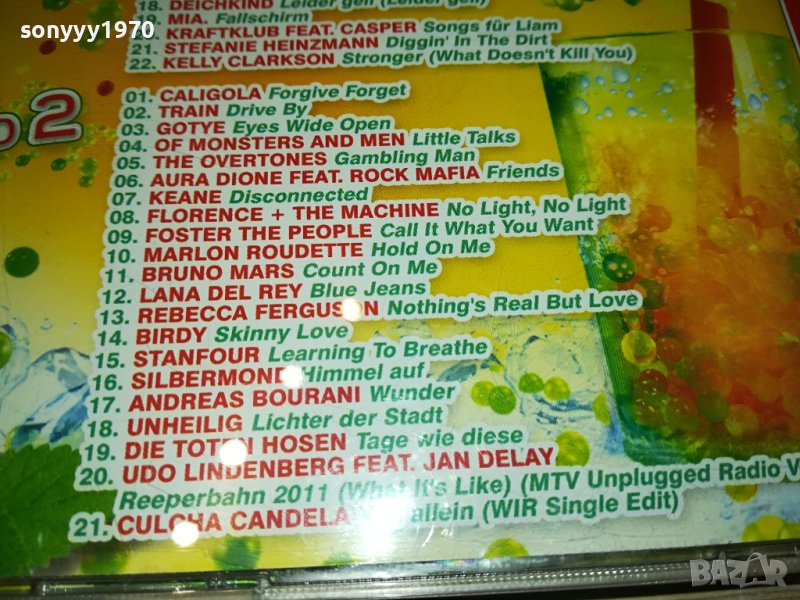 sonyyy1970
18. DEICHKIND Leider geil (Leider geil)
MIA. Fallschirm
KRAFTKLUB FEAT. CASPER Songs für Liam
21. STEFANIE HEINZMANN Diggin' In The Dirt
22. KELLY CLARKSON Stronger (What Doesn't Kill You)
2
01. CALIGOLA Forgive Forget
02. TRAIN Drive By
03. GOTYE Eyes Wide Open
04. OF MONSTERS AND MEN Little Talks
05. THE OVERTONES Gambling Man
06. AURA DIONE FEAT. ROCK MAFIA Friends
07. KEANE Disconnected
08. FLORENCE + THE MACHINE No Light, No Light
09. FOSTER THE PEOPLE Call It What You Want
10. MARLON ROUDETTE Hold On Me
11. BRUNO MARS Count On Me
12. LANA DEL REY Blue Jeans
13. REBECCA FERGUSON Nothing's Real But Love
14. BIRDY Skinny Love
15. STANFOUR Learning To Breathe
16. SILBERMOND Himmel auf
17. ANDREAS BOURANI Wunder
18. UNHEILIG Lichter der Stadt
19. DIE TOTEN HOSEN Tage wie diese
20. UDO LINDENBERG FEAT. JAN DELAY
Reeperbahn 2011 (What It's Like) (MTV Unplugged Radio V
21. CULCHA CANDELA allein (WIR Single Edit)
BAZAR